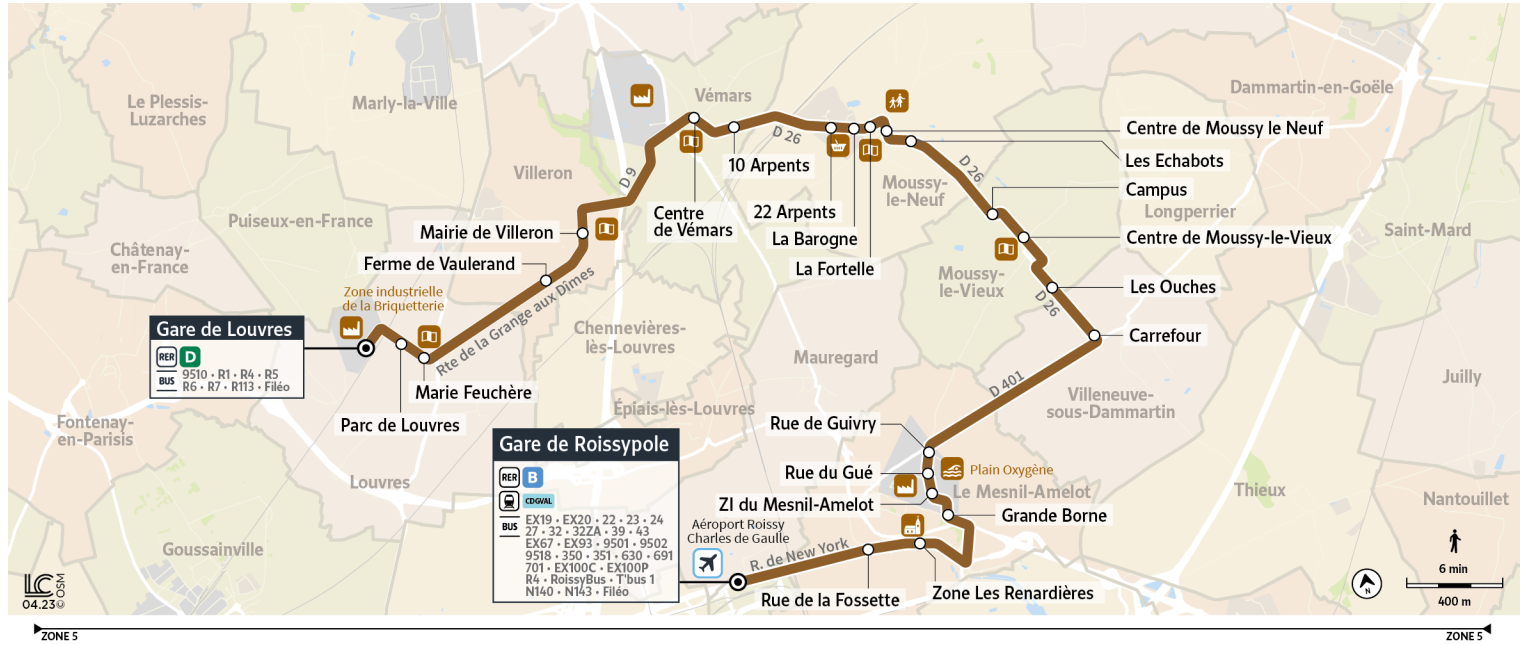 Le Plessis-
Luzarches
Marly-la-Ville
Vémars
Dammartin-en-Goële
D 26
Centre de Moussy le Neuf
10 Arpents
Les Echabots
Villeron
D 9
D 26
Moussy-
le-Neuf
Campus
Puiseux-en-France
Centre
de Vémars
22 Arpents
Longperrier
Saint-Mard
Mairie de Villeron
La Barogne
Centre de Moussy-le-Vieux
Châtenay-
en-France
Ferme de Vaulerand
La Fortelle
Moussy-
le-Vieux
Les Ouches
Zone industrielle
de la Briquetterie
Rte de la Grange aux Dîmes
D 26
Gare de Louvres
RER D
BUS
9510 • R1 • R4 • R5
R6 • R7 • R113 • Filéo
Chennevières-
lès-Louvres
Carrefour
Mauregard
Marie Feuchère
D 401
Juilly
Parc de Louvres
Épiais-lès-Louvres
Villeneuve-
sous-Dammartin
Fontenay-
en-Parisis
Rue de Guivry
Gare de Roissypole
RER B
CDGVAL
BUS
EX19 • EX20 • 22 • 23 • 24
27 • 32 • 32ZA • 39 • 43
EX67 • EX93 • 9501 • 9502
9518 • 350 • 351 • 630 • 691
701 • EX100C • EX100P
R4 • RoissyBus • T'bus 1
N140 • N143 • Filéo
Rue du Gué
Plain Oxygène
Louvres
Le Mesnil-Amelot
Thieux
Nantouillet
ZI du Mesnil-Amelot
Grande Borne
Aéroport Roissy
Charles de Gaulle
Goussainville
R. de New York
Rue de la Fossette
Zone Les Renardières
6 min
400 m
N
LC
04.23 © OSM
ZONE 5
ZONE 5